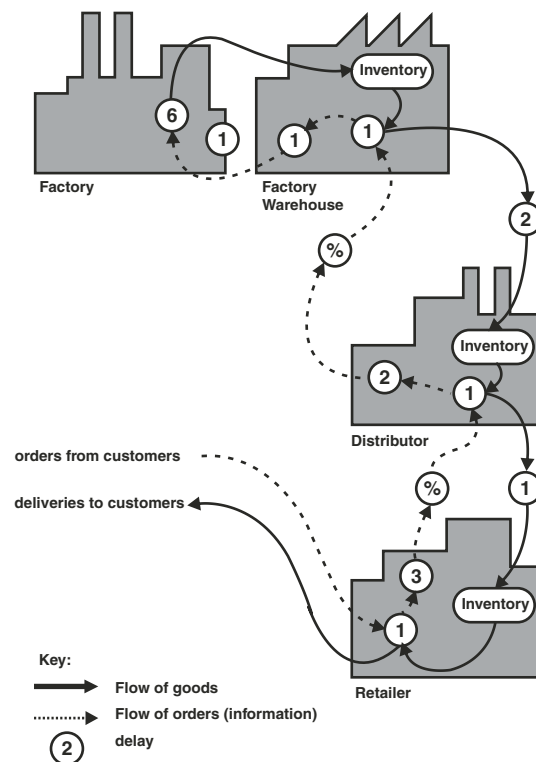 Inventory
6
1
1
1
Factory
Factory
Warehouse
2
%
Inventory
2
1
Distributor
orders from customers
%
1
deliveries to customers
3
Inventory
1
Key:
Flow of goods
Retailer
Flow of orders (information)
2
delay